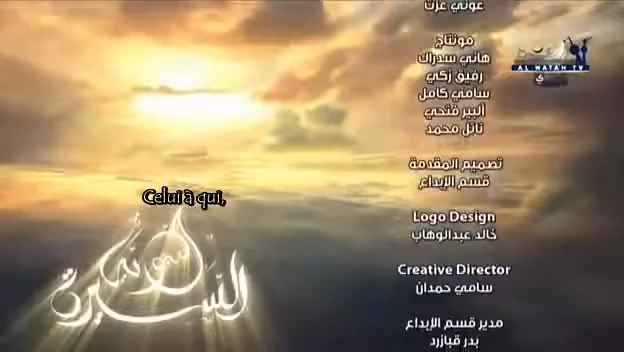 عوني عزت
مونتاج
هاني سدراك
رفيق زكي
سامي كامل
ألبير فتحي
نائل محمد
تصميم المقدمة
قسم الإبداع
Logo Design
خالد عبدالوهاب
Creative Director
سامي حمدان
مدير قسم الإبداع
بدر قبازرد
AL WATAN TV
Celui à qui,
السيرة